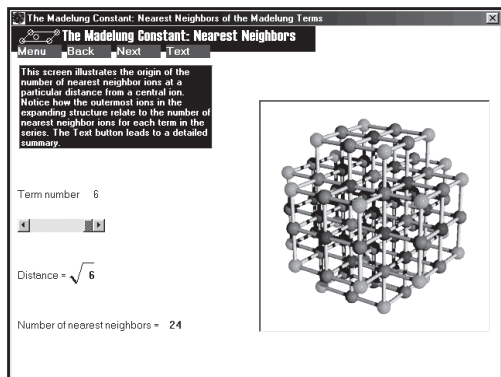 The Madelung Constant: Nearest Neighbors of the Madelung Terms
The Madelung Constant: Nearest Neighbors
Menu Back Next Text
This screen illustrates the origin of the
number of nearest neighbor ions at a
particular distance from a central ion.
Notice how the outermost ions in the
expanding structure relate to the number of
nearest neighbor ions for each term in the
series. The Text button leads to a detailed
summary.
Term number 6
Distance = √6
Number of nearest neighbors = 24